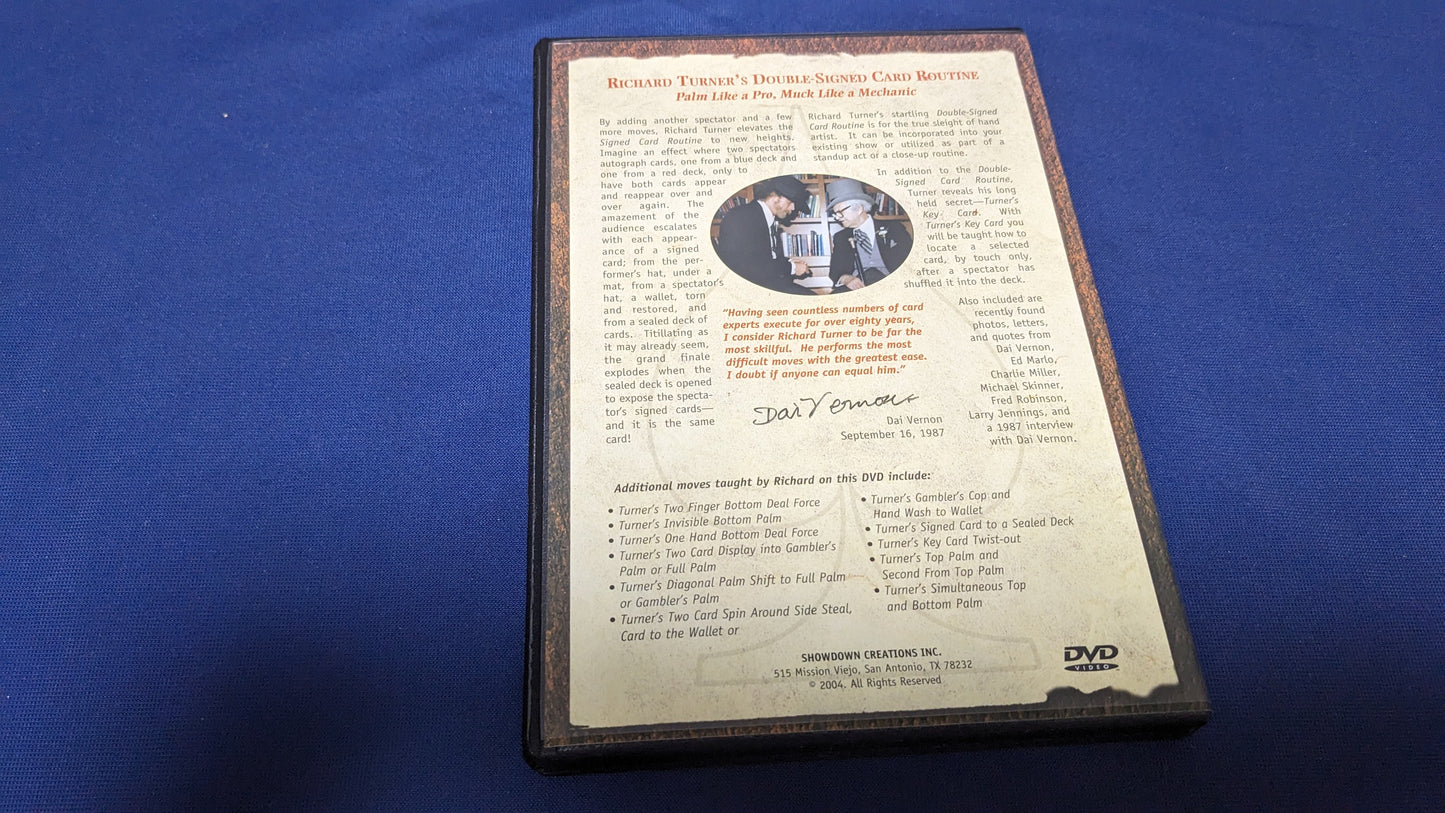 RICHARD TURNER'S DOUBLE-SIGNED CARD ROUTINE
Palm Like a Pro, Muck Like a Mechanic
By adding another spectator and a few
more moves, Richard Turner elevates the
Signed Card Routine to new heights.
Imagine an effect where two spectators
autograph cards, one from a blue deck and
one from a red deck, only to
have both cards appear
and reappear over and
over again. The
amazement of the
audience escalates
with each appear-
ance of a signed
card; from the per-
former's hat, under a
mat, from a spectator's
hat, a wallet, torn
and restored, and
from a sealed deck of
cards. Titillating as
it may already seem,
the grand finale
explodes when the
sealed deck is opened
to expose the specta-
tor's signed cards—
and it is the same
card!
Richard Turner's startling Double-Signed
Card Routine is for the true sleight of hand
artist. It can be incorporated into your
existing show or utilized as part of a
standup act or a close-up routine.
In addition to the Double-
Signed Card Routine,
Turner reveals his long
held secret—Turner's
Key Card. With
Turner's Key Card you
will be taught how to
locate a selected
card, by touch only,
after a spectator has
shuffled it into the deck.
"Having seen countless numbers of card
experts execute for over eighty years,
I consider Richard Turner to be far the
most skillful. He performs the most
difficult moves with the greatest ease.
I doubt if anyone can equal him."
Dai Vernon
Dai Vernon
September 16, 1987
Also included are
recently found
photos, letters,
and quotes from
Dai Vernon,
Ed Marlo,
Charlie Miller,
Michael Skinner,
Fred Robinson,
Larry Jennings, and
a 1987 interview
with Dai Vernon.
Additional moves taught by Richard on this DVD include:
• Turner's Two Finger Bottom Deal Force
• Turner's Invisible Bottom Palm
• Turner's One Hand Bottom Deal Force
• Turner's Two Card Display into Gambler's
Palm or Full Palm
• Turner's Diagonal Palm Shift to Full Palm
or Gambler's Palm
• Turner's Two Card Spin Around Side Steal,
Card to the Wallet or
• Turner's Gambler's Cop and
Hand Wash to Wallet
• Turner's Signed Card to a Sealed Deck
• Turner's Key Card Twist-out
• Turner's Top Palm and
Second From Top Palm
• Turner's Simultaneous Top
and Bottom Palm
SHOWDOWN CREATIONS INC.
515 Mission Viejo, San Antonio, TX 78232
© 2004. All Rights Reserved
DVD
VIDEO